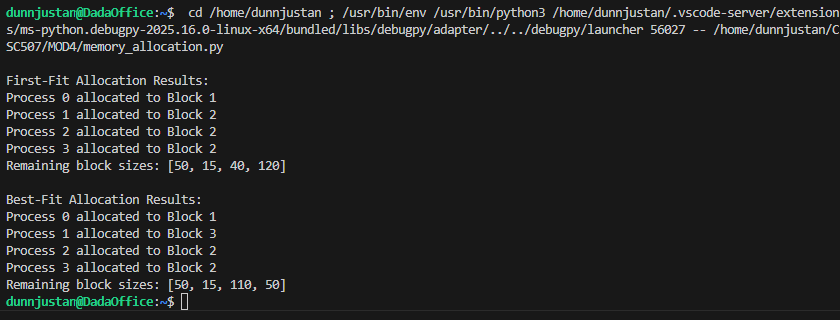 dunnjustan@DadaOffice:~$  cd /home/dunnjustan ; /usr/bin/env /usr/bin/python3 /home/dunnjustan/.vscode-server/extension
s/ms-python.debugpy-2025.16.0-linux-x64/bundled/libs/debugpy/adapter/../../debugpy/launcher 56027 -- /home/dunnjustan/C
SC507/MOD4/memory_allocation.py
First-Fit Allocation Results:
Process 0 allocated to Block 1
Process 1 allocated to Block 2
Process 2 allocated to Block 2
Process 3 allocated to Block 2
Remaining block sizes: [50, 15, 40, 120]
Best-Fit Allocation Results:
Process 0 allocated to Block 1
Process 1 allocated to Block 3
Process 2 allocated to Block 2
Process 3 allocated to Block 2
Remaining block sizes: [50, 15, 110, 50]
dunnjustan@DadaOffice:~$